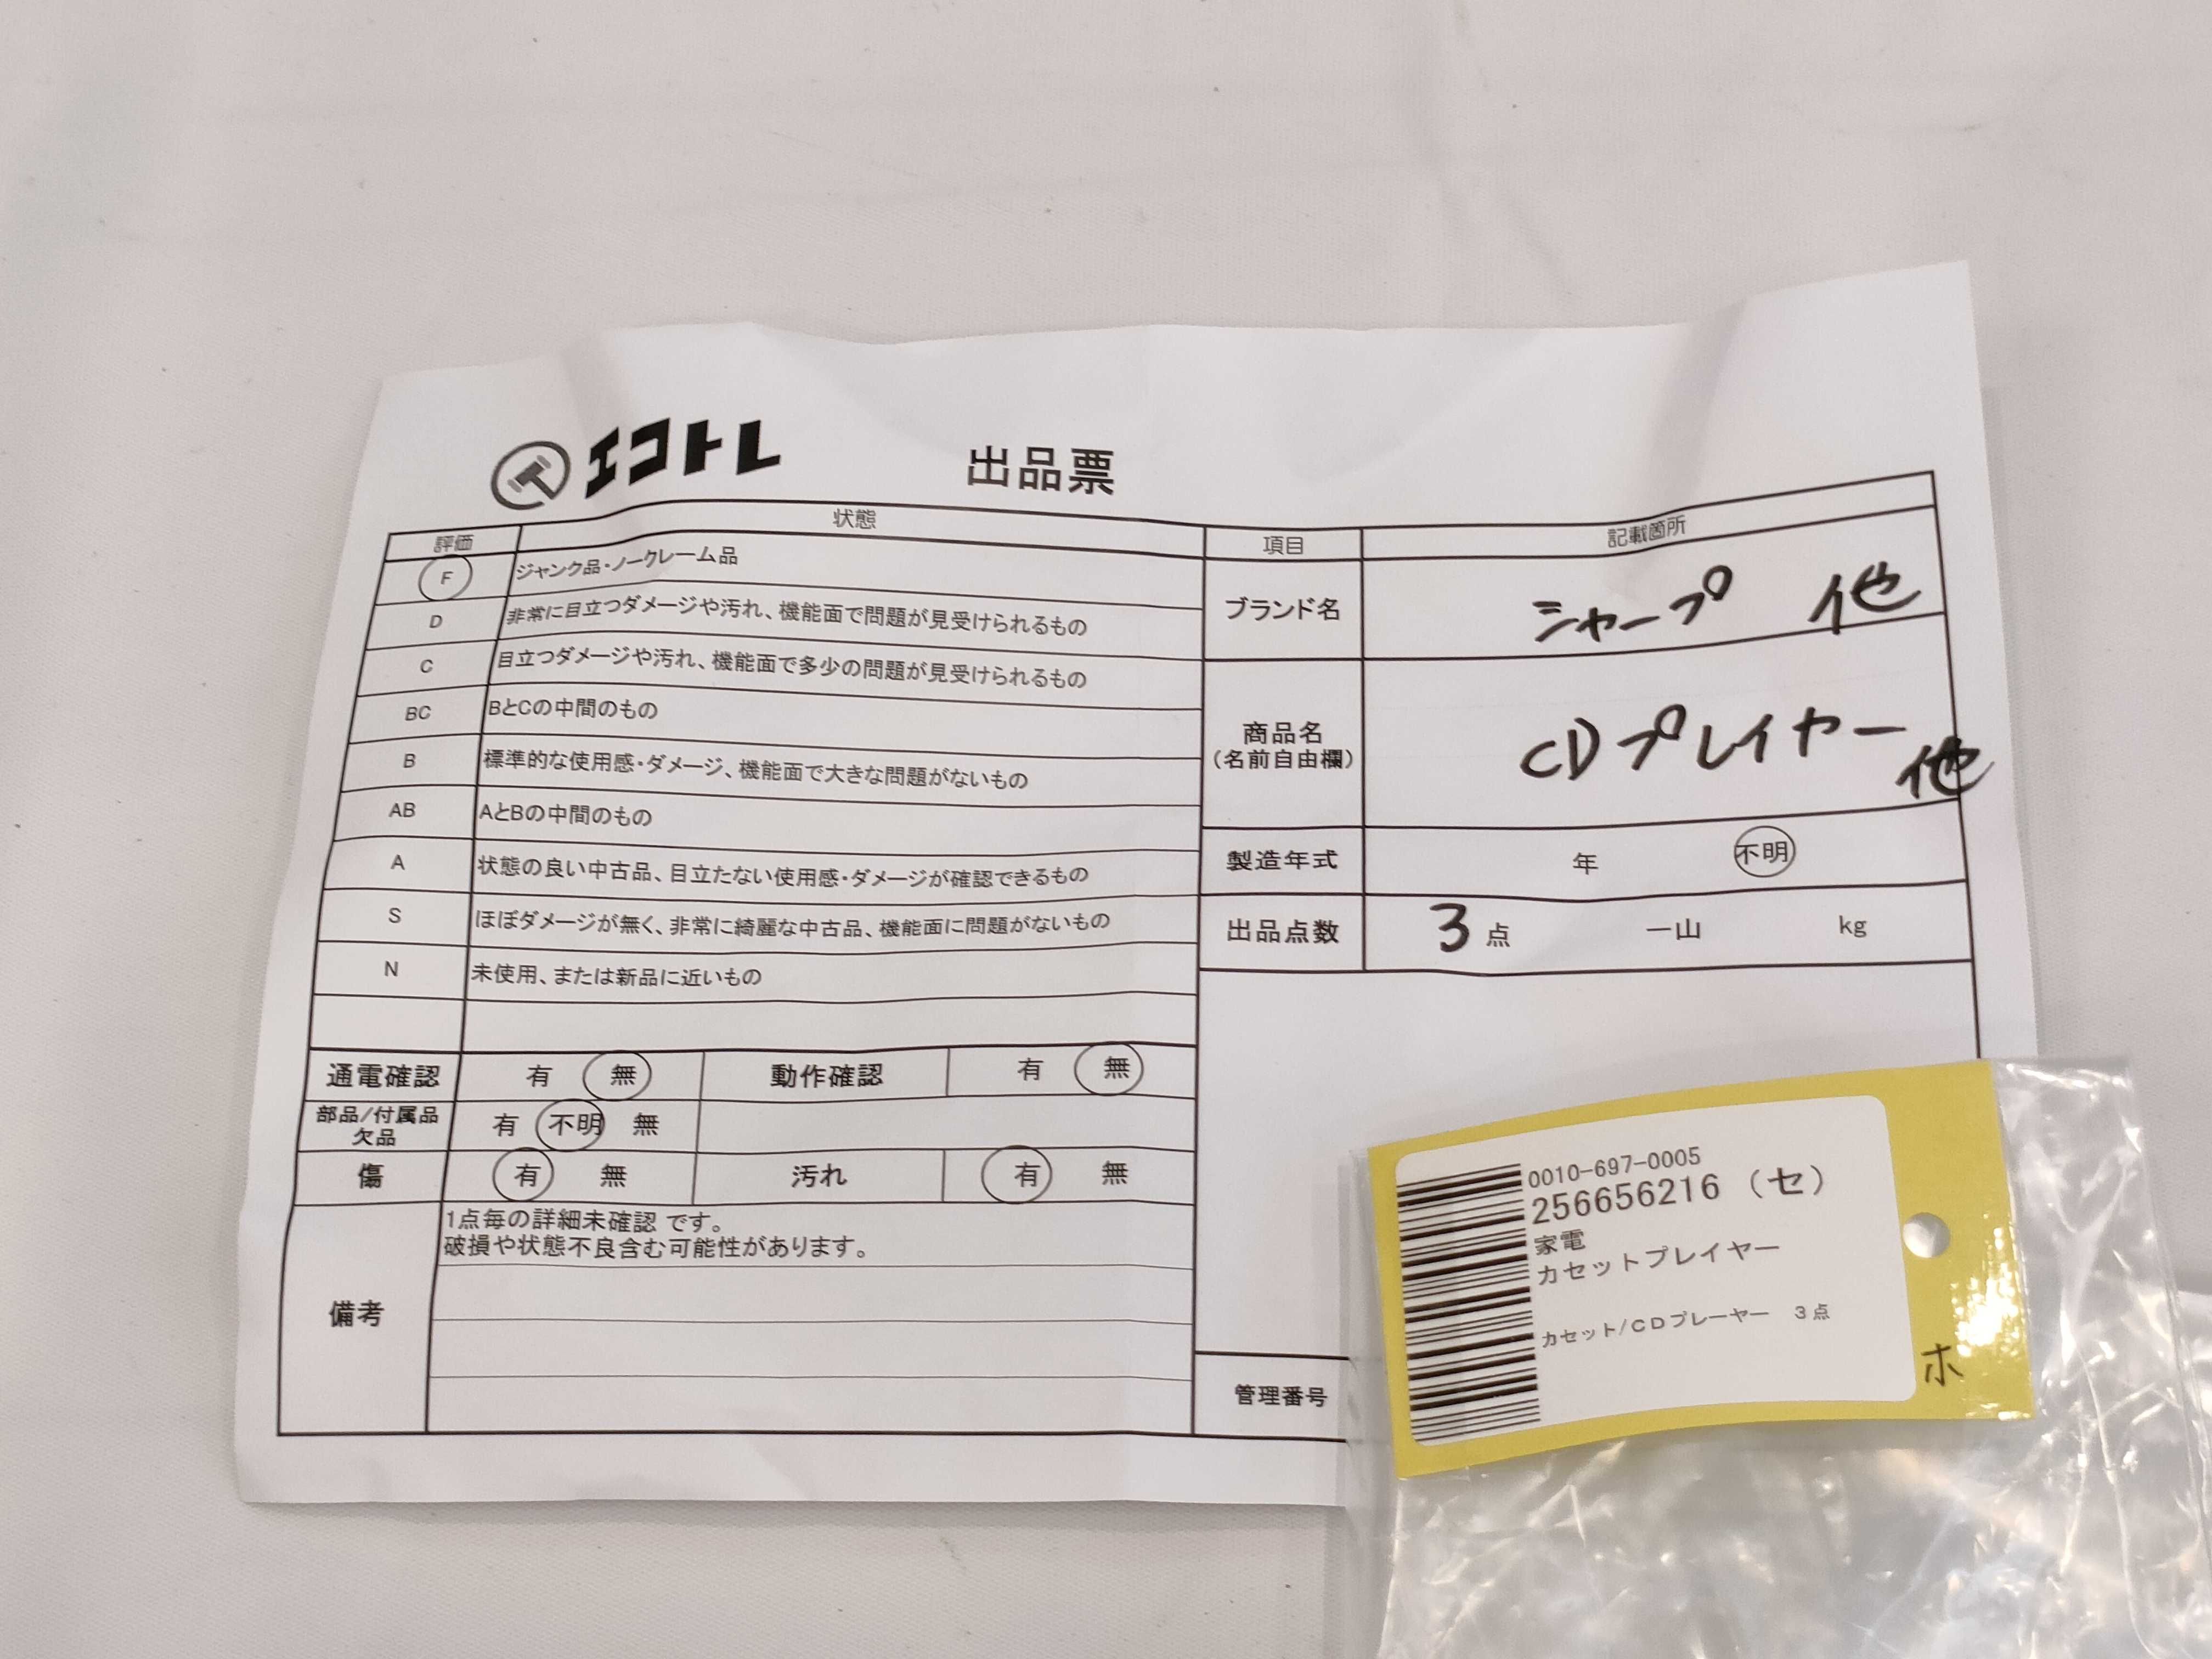 エコトレ
出品票
評価 状態
F ジャンク品・ノークレーム品
D 非常に目立つダメージや汚れ、機能面で問題が見受けられるもの
C 目立つダメージや汚れ、機能面で多少の問題が見受けられるもの
BC BとCの中間のもの
B 標準的な使用感・ダメージ、機能面で大きな問題がないもの
AB AとBの中間のもの
A 状態の良い中古品、目立たない使用感・ダメージが確認できるもの
S ほぼダメージが無く、非常に綺麗な中古品、機能面に問題がないもの
N 未使用、または新品に近いもの
通電確認 有 無 動作確認 有 無
部品/付属品
欠品
有 不明 無
傷 有 無 汚れ 有 無
備考
1点毎の詳細未確認 です。
破損や状態不良含む可能性があります。
項目 記載箇所
ブランド名 シャープ 他
商品名
(名前自由欄)
CDプレイヤー
他
製造年式 年 不明
出品点数 3 点 一山 kg
管理番号
0010-697-0005
256656216 (セ)
家電
カセットプレイヤー
カセット/CDプレーヤー 3点
ホ